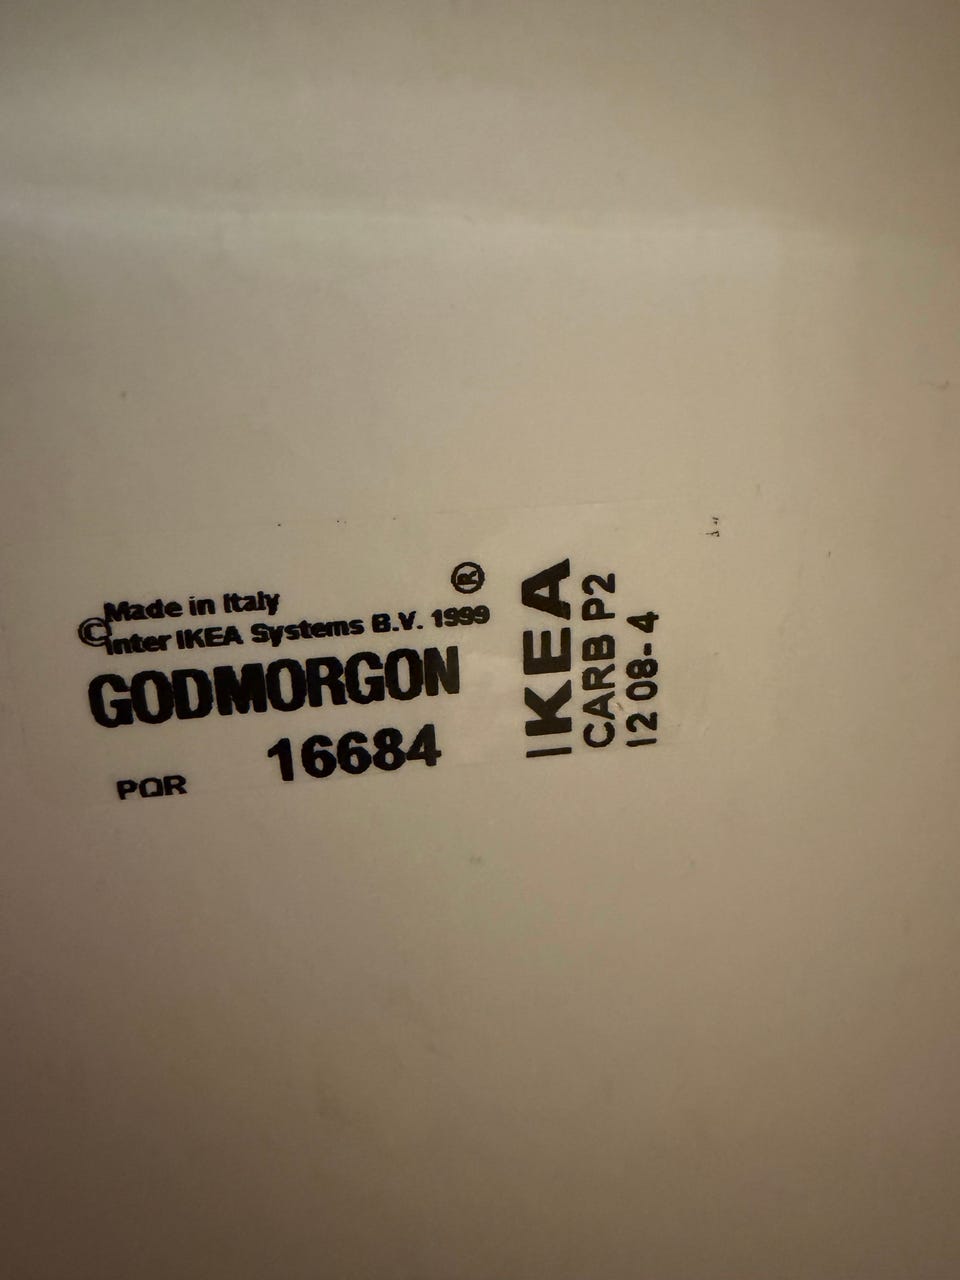 Made in Italy
© Inter IKEA Systems B.V. 1999
®
GODMORGON
16684
PQR
IKEA
CARB P2
12 08-4